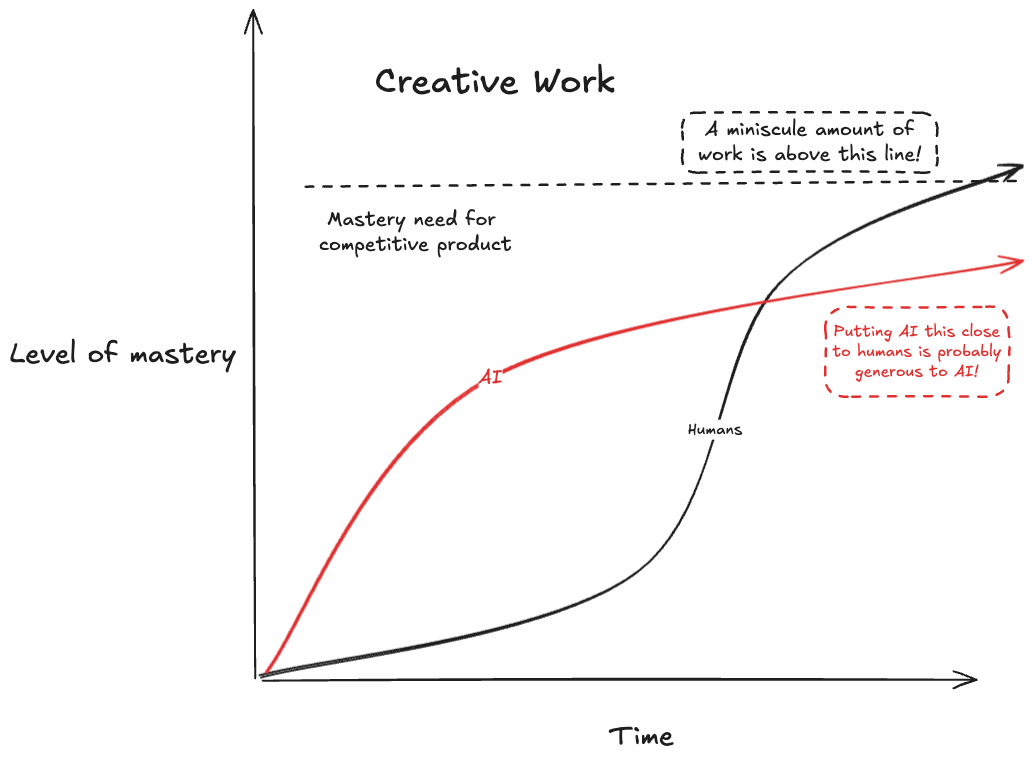 Creative Work
A miniscule amount of
work is above this line!
Mastery need for
competitive product
Level of mastery
AI
Putting AI this close
to humans is probably
generous to AI!
Humans
Time